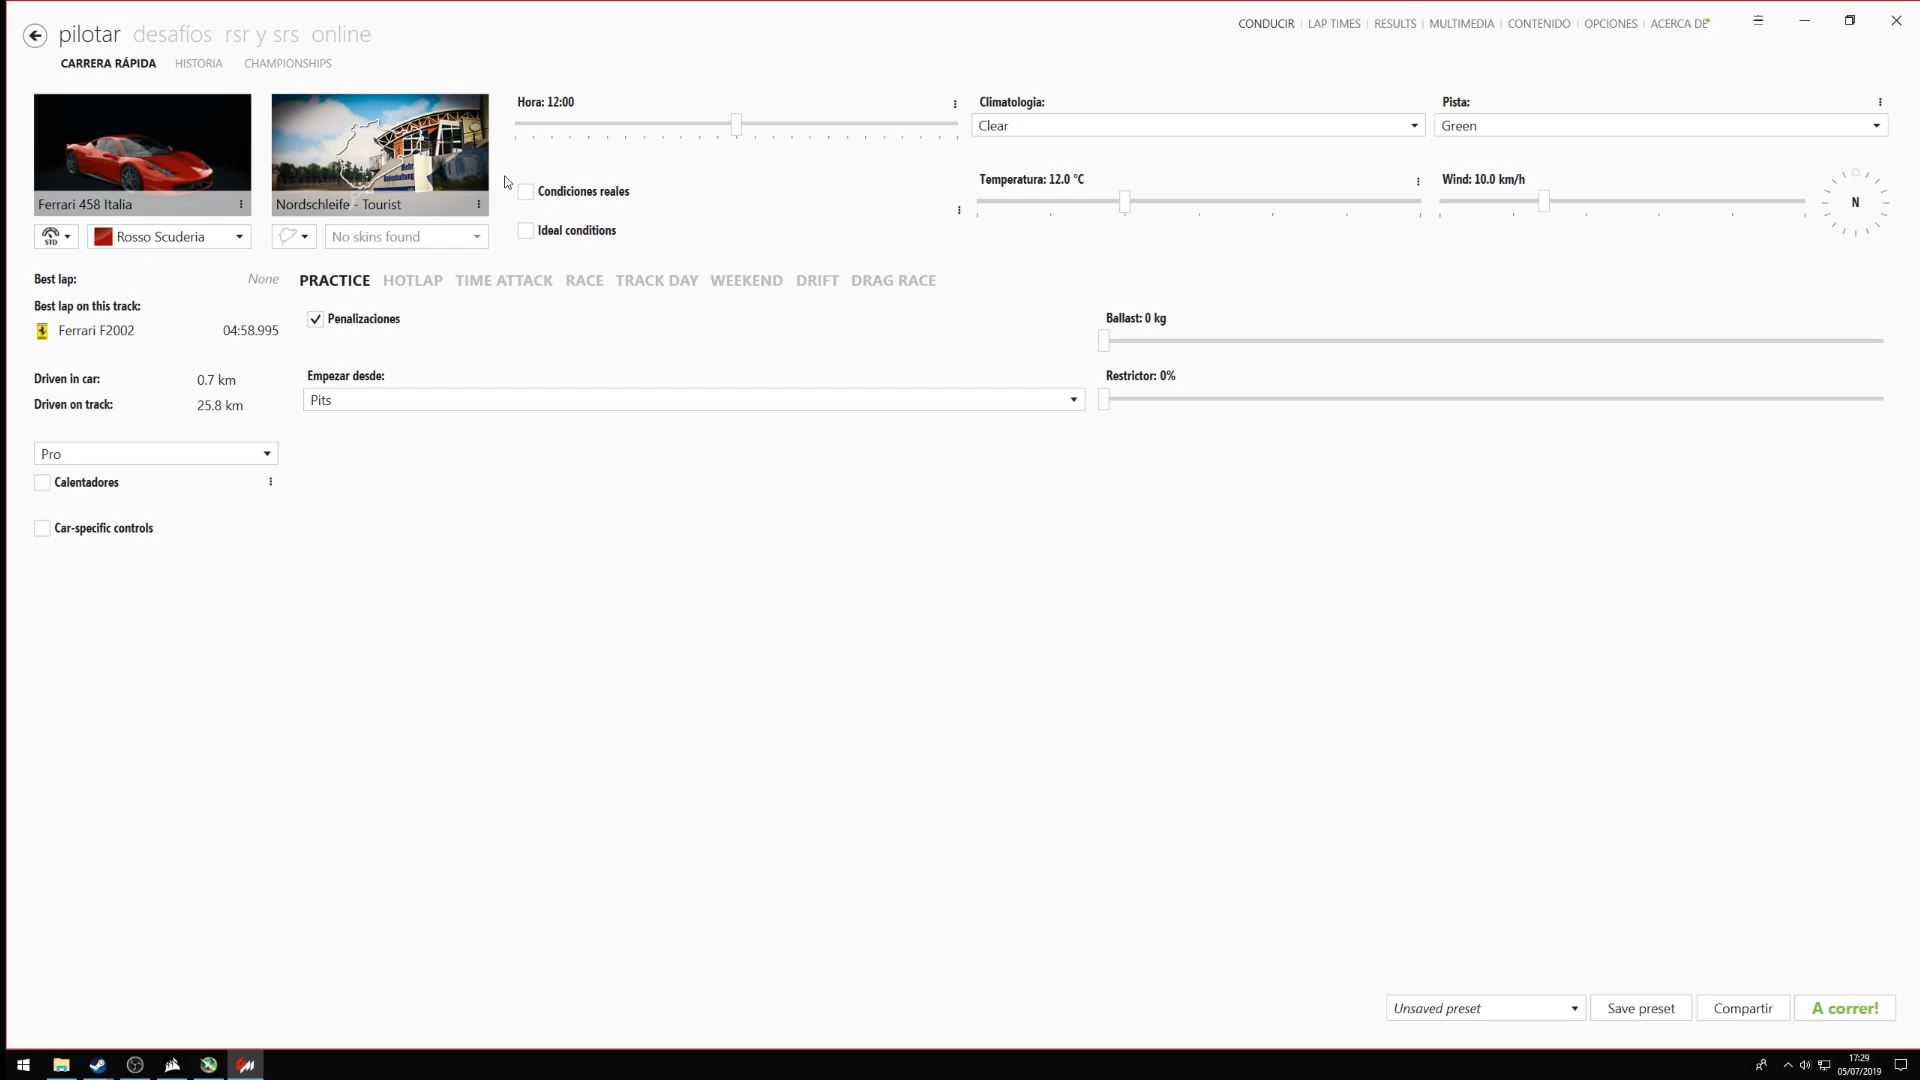 pilotar desafíos rsr y srs online
CONDUCIR | LAP TIMES | RESULTS | MULTIMEDIA | CONTENIDO | OPCIONES | ACERCA DE
CARRERA RÁPIDA HISTORIA CHAMPIONSHIPS
Hora: 12:00
Climatologia:
Pista:
Clear
Green
Ferrari 458 Italia
Nordschleife - Tourist
Condiciones reales
Temperatura: 12.0 °C
Wind: 10.0 km/h
N
STD
Rosso Scuderia
No skins found
Ideal conditions
Best lap: None
PRACTICE HOTLAP TIME ATTACK RACE TRACK DAY WEEKEND DRIFT DRAG RACE
Best lap on this track:
Ferrari F2002 04:58.995
Penalizaciones
Ballast: 0 kg
Driven in car: 0.7 km
Driven on track: 25.8 km
Empezar desde:
Pits
Restrictor: 0%
Pro
Calentadores
Car-specific controls
Unsaved preset
Save preset
Compartir
A correr!
17:29
05/07/2019